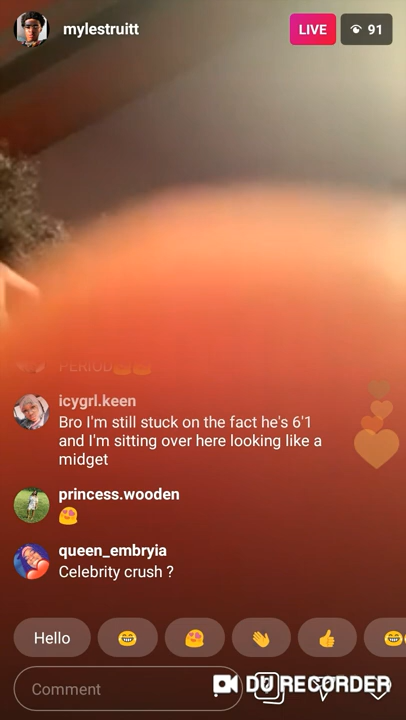 mylestruitt
LIVE
91
PERIOD
icygrl.keen
Bro I'm still stuck on the fact he's 6'1
and I'm sitting over here looking like a
midget
princess.wooden
😍
queen_embryia
Celebrity crush ?
Hello 😂 😍 👋 👍 😂
Comment
DU RECORDER